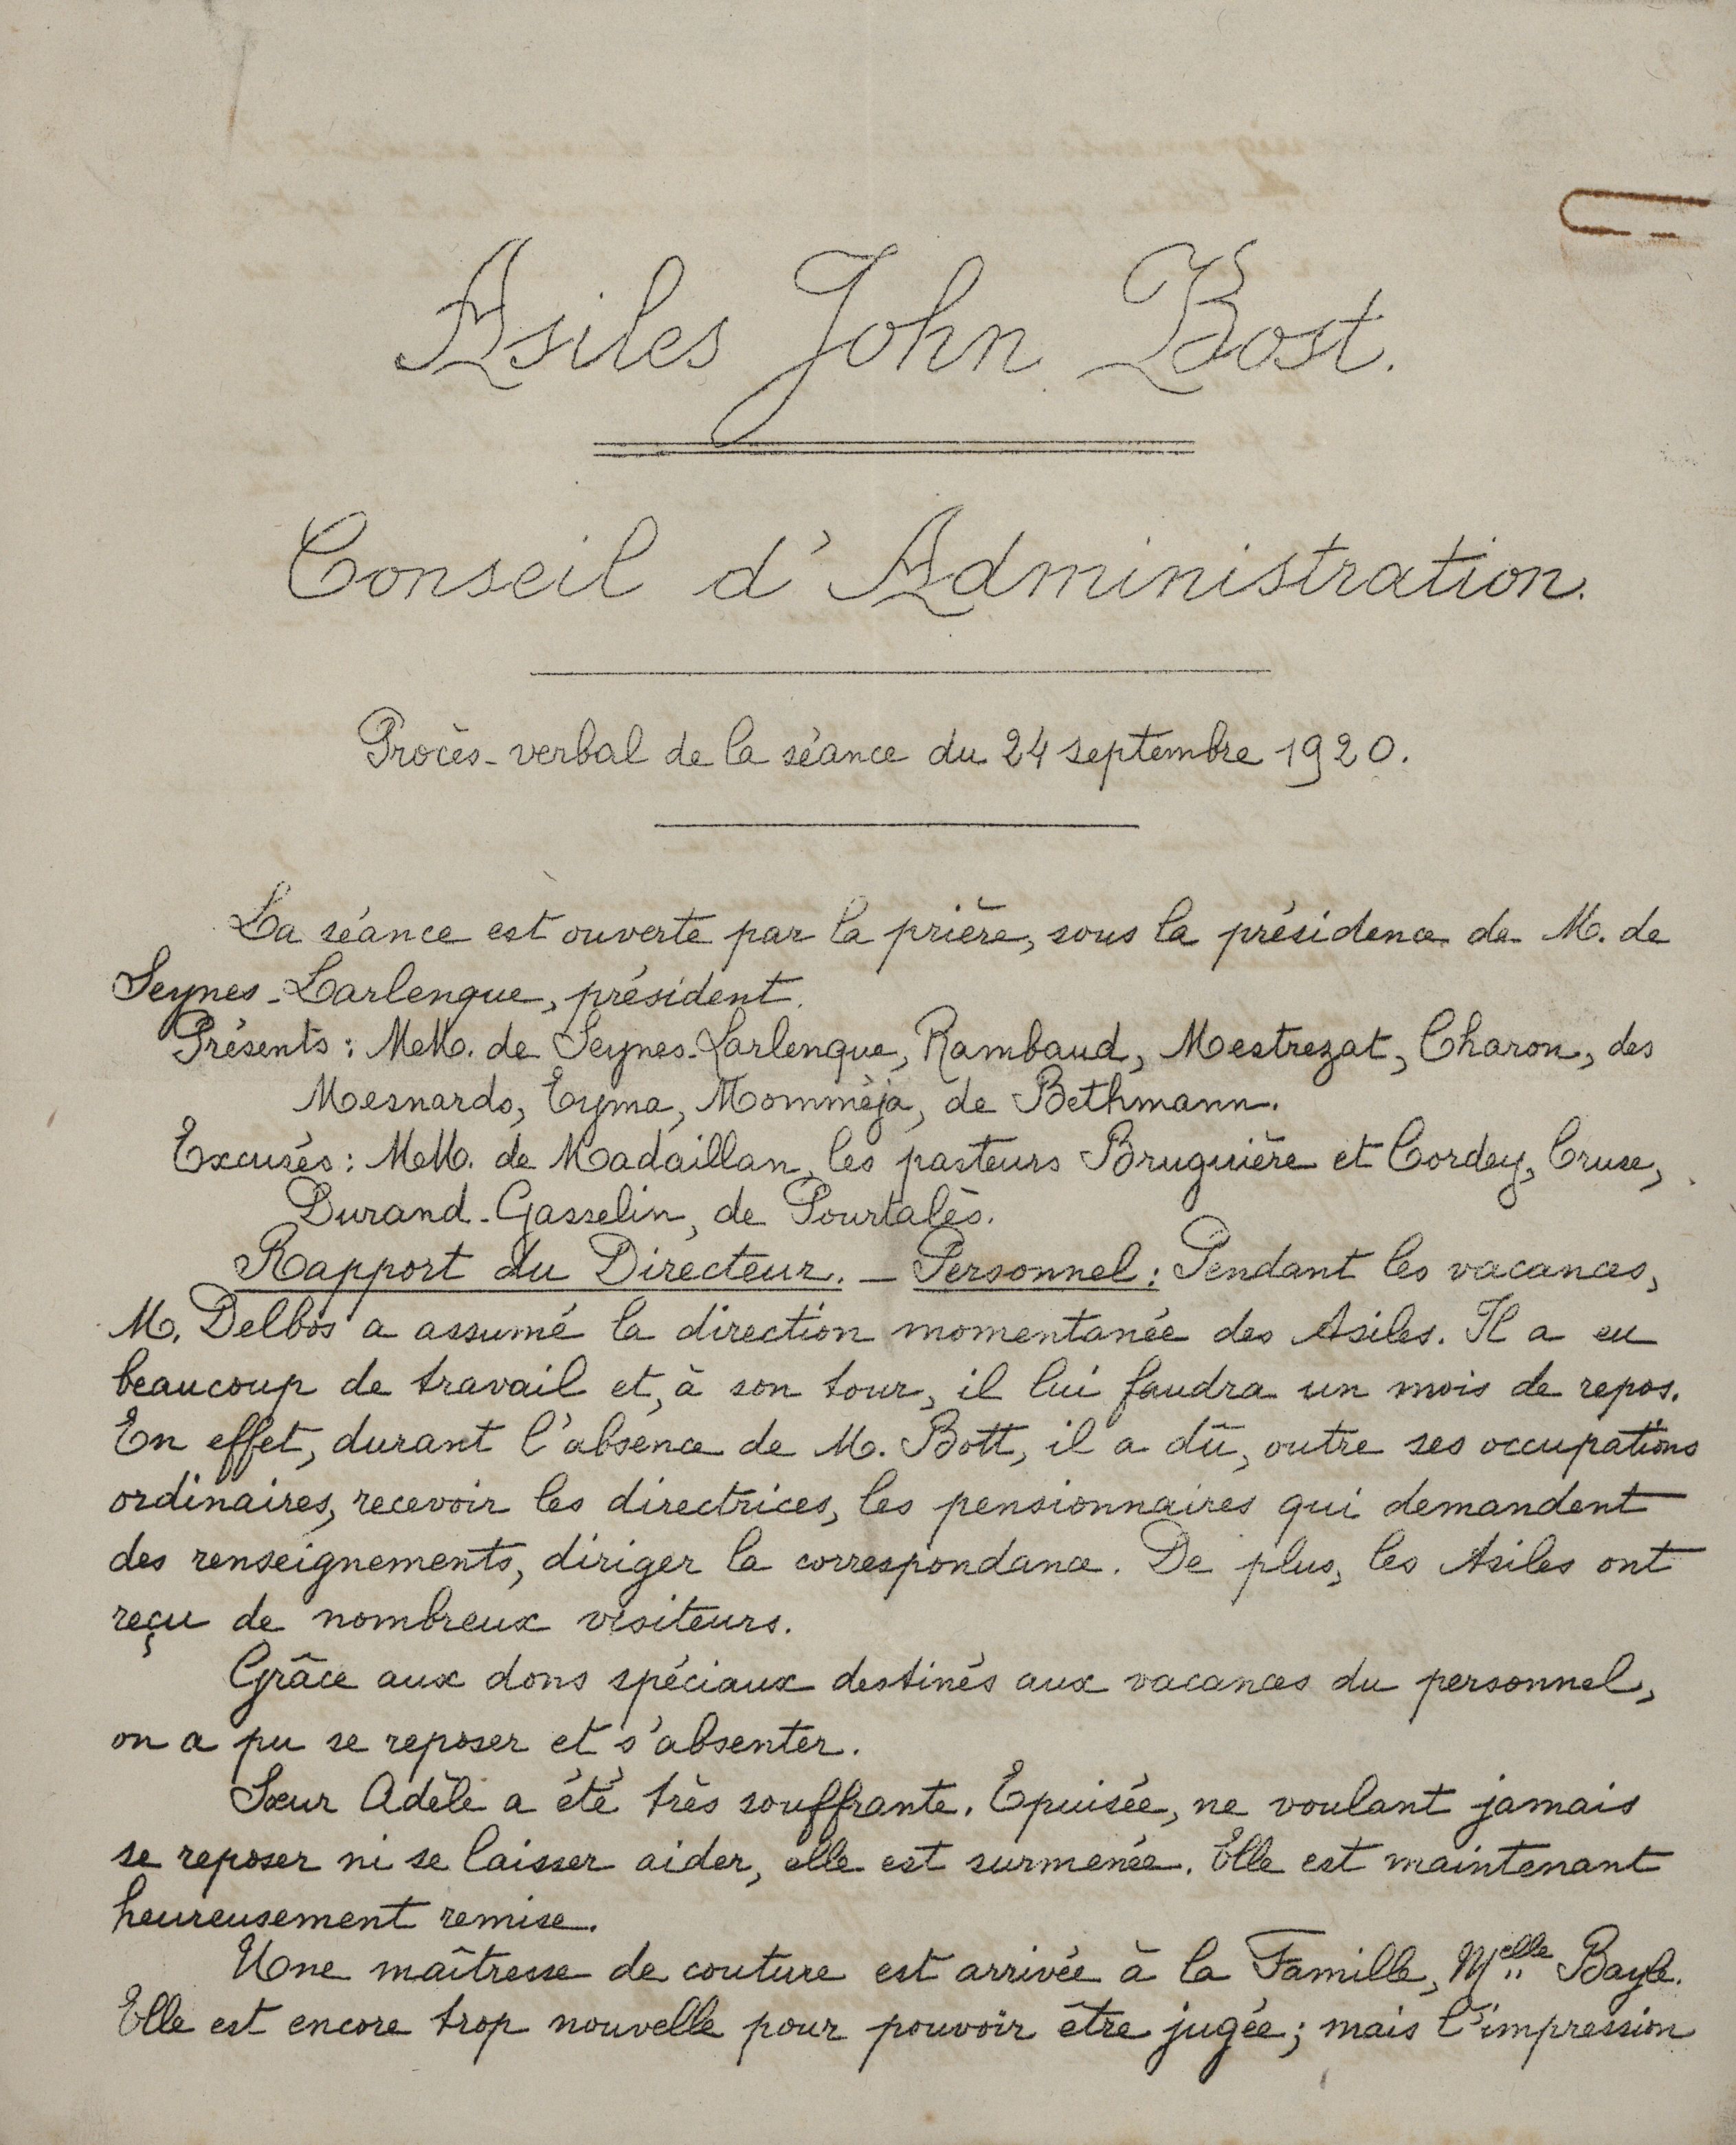 Asiles John Bost.
Conseil d'Administration.
Procès-verbal de la séance du 24 septembre 1920.
La séance est ouverte par la prière, sous la présidence de M. de
Seynes-Larlenque, président.
Présents : MM. de Seynes-Larlenque, Rambaud, Mestrezat, Charon, des
Mesnards, Eyma, Mommèja, de Bethmann.
Excusés : MM. de Madaillan, les pasteurs Bruguière et Cordey, Cruse,
Durand-Gasselin, de Pourtalès.
Rapport du Directeur. _ Personnel : Pendant les vacances,
M. Delbos a assumé la direction momentanée des Asiles. Il a eu
beaucoup de travail et, à son tour, il lui faudra un mois de repos.
En effet, durant l'absence de M. Bott, il a dû, outre ses occupations
ordinaires, recevoir les directrices, les pensionnaires qui demandent
des renseignements, diriger la correspondance. De plus, les Asiles ont
reçu de nombreux visiteurs.
Grâce aux dons spéciaux destinés aux vacances du personnel,
on a pu se reposer et s'absenter.
Sœur Adèle a été très souffrante. Épuisée, ne voulant jamais
se reposer ni se laisser aider, elle est surmenée. Elle est maintenant
heureusement remise.
Une maîtresse de couture est arrivée à la Famille, Melle Bayle.
Elle est encore trop nouvelle pour pouvoir être jugée ; mais l'impression